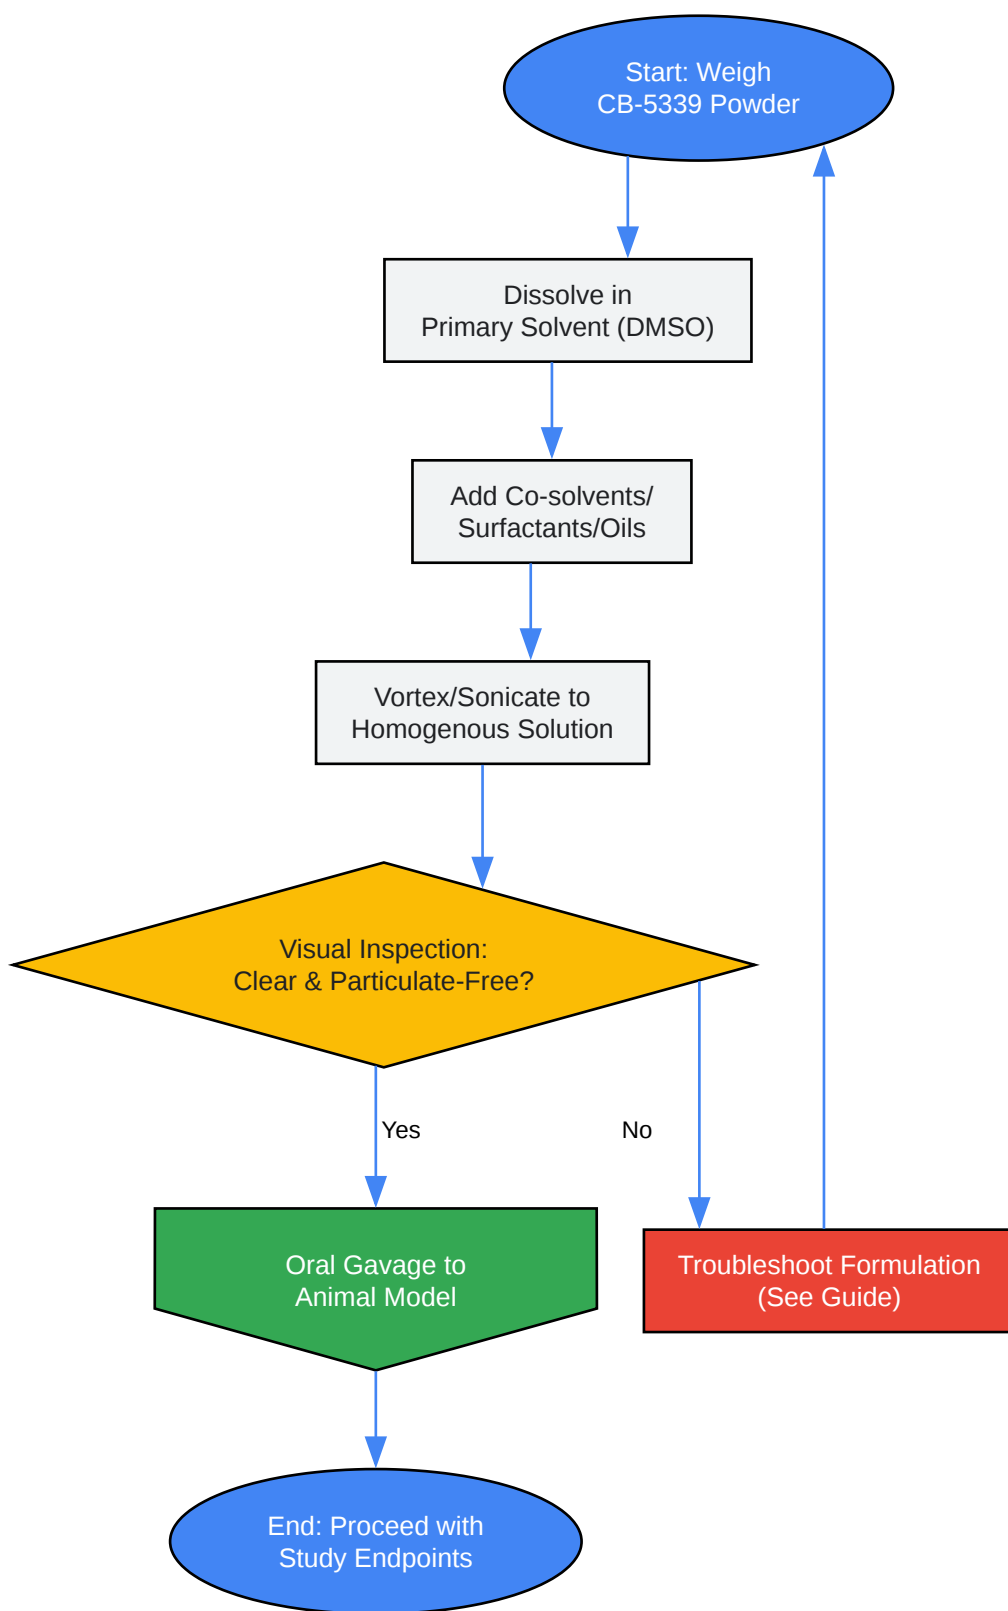 Start: Weigh
CB-5339 Powder
Dissolve in
Primary Solvent (DMSO)
Add Co-solvents/
Surfactants/Oils
Vortex/Sonicate to
Homogenous Solution
Visual Inspection:
Clear & Particulate-Free?
Yes
No
Oral Gavage to
Animal Model
Troubleshoot Formulation
(See Guide)
End: Proceed with
Study Endpoints